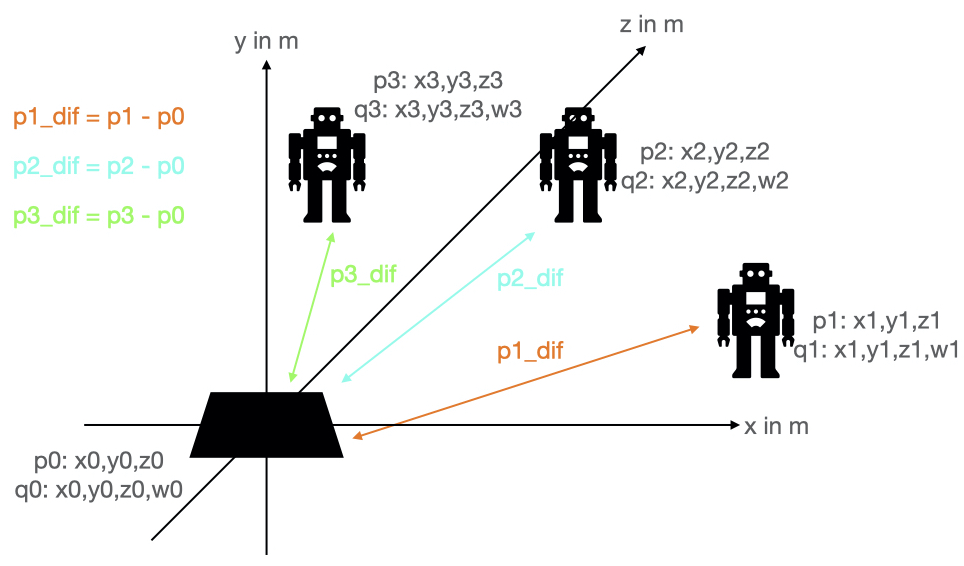 z in m
y in m
p3: x3,y3,z3
q3: x3,y3,z3,w3
p1_dif = p1 - p0
p2_dif = p2 - p0
p3_dif = p3 - p0
p2: x2,y2,z2
q2: x2,y2,z2,w2
p3_dif
p2_dif
p1: x1,y1,z1
q1: x1,y1,z1,w1
p1_dif
x in m
p0: x0,y0,z0
q0: x0,y0,z0,w0